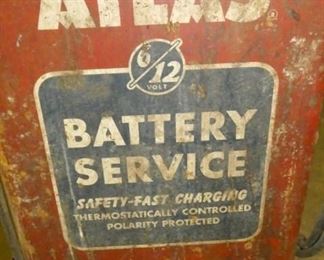 ATLAS
6/12
VOLT
BATTERY
SERVICE
SAFETY-FAST CHARGING
THERMOSTATICALLY CONTROLLED
POLARITY PROTECTED